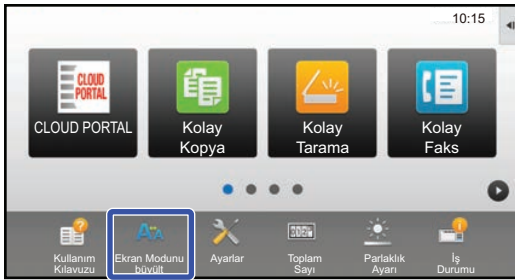 10:15
CLOUD
PORTAL
CLOUD PORTAL
Kolay
Kopya
Kolay
Tarama
Kolay
Faks
Kullanım
Kılavuzu
Ekran Modunu
büyült
Ayarlar
Toplam
Sayı
Parlaklık
Ayarı
İş
Durumu